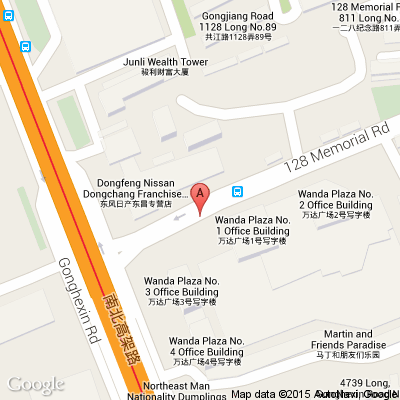 Gongjiang Road
1128 Long No.89
共江路1128弄89号
128 Memorial R
811 Long No.
一二八纪念路811弄
Junli Wealth Tower
骏利财富大厦
128 Memorial Rd
Dongfeng Nissan
Dongchang Franchise...
东风日产东昌专营店
A
Wanda Plaza No.
2 Office Building
万达广场2号写字楼
Wanda Plaza No.
1 Office Building
万达广场1号写字楼
Gonghexin Rd
南北高架路
Wanda Plaza No.
3 Office Building
万达广场3号写字楼
Wanda Plaza No.
4 Office Building
万达广场4号写字楼
Martin and
Friends Paradise
马丁和朋友们乐园
Northeast Man
Nationality Dumplings
4739 Long,
Gonghexin Road N
Google
Map data ©2015 AutoNavi, Google